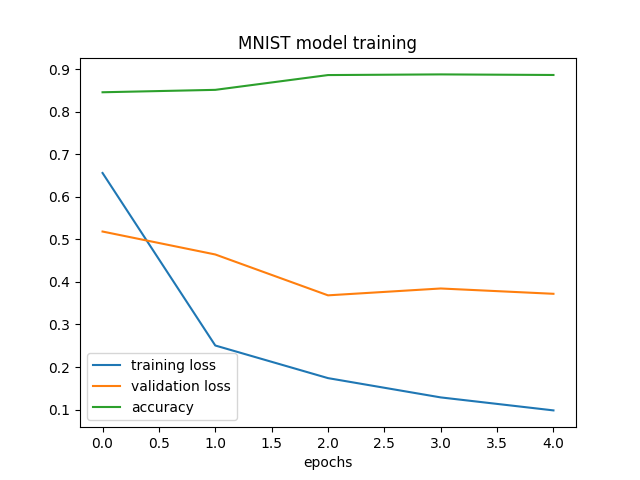 MNIST model training
0.9
0.8
0.7
0.6
0.5
0.4
0.3
0.2
0.1
training loss
validation loss
accuracy
0.0 0.5 1.0 1.5 2.0 2.5 3.0 3.5 4.0
epochs